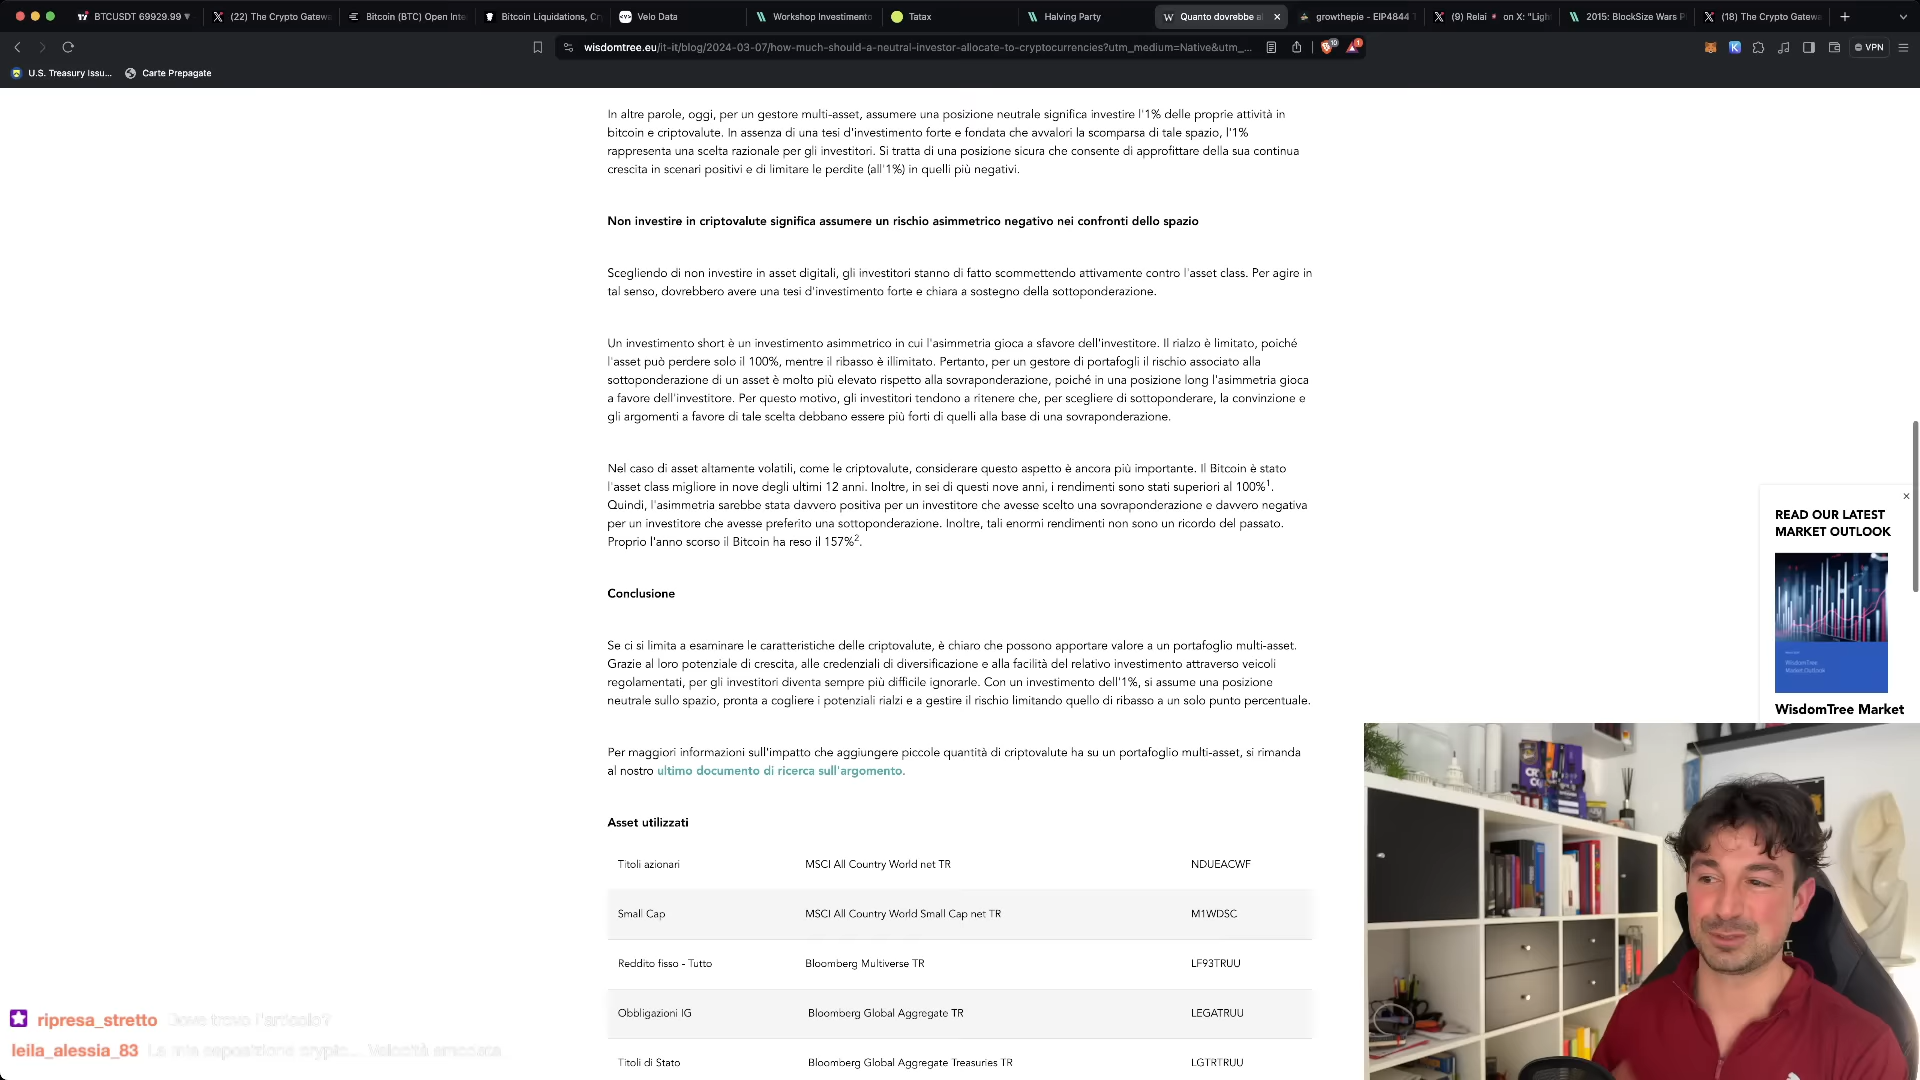 BTCUSDT 69929.99
(22) The Crypto Gatewa
Bitcoin (BTC) Open Inte
Bitcoin Liquidations, Cr
Velo Data
Workshop Investimento
Tatax
Halving Party
Quanto dovrebbe al
growthepie - EIP4844
(9) Relai on X: "Ligh
2015: BlockSize Wars P
(18) The Crypto Gatewa
wisdomtree.eu/it-it/blog/2024-03-07/how-much-should-a-neutral-investor-allocate-to-cryptocurrencies?utm_medium=Native&utm_...
VPN
U.S. Treasury Issu...
Carte Prepagate
In altre parole, oggi, per un gestore multi-asset, assumere una posizione neutrale significa investire l'1% delle proprie attività in
bitcoin e criptovalute. In assenza di una tesi d'investimento forte e fondata che avvalori la scomparsa di tale spazio, l'1%
rappresenta una scelta razionale per gli investitori. Si tratta di una posizione sicura che consente di approfittare della sua continua
crescita in scenari positivi e di limitare le perdite (all'1%) in quelli più negativi.
Non investire in criptovalute significa assumere un rischio asimmetrico negativo nei confronti dello spazio
Scegliendo di non investire in asset digitali, gli investitori stanno di fatto scommettendo attivamente contro l'asset class. Per agire in
tal senso, dovrebbero avere una tesi d'investimento forte e chiara a sostegno della sottoponderazione.
Un investimento short è un investimento asimmetrico in cui l'asimmetria gioca a sfavore dell'investitore. Il rialzo è limitato, poiché
l'asset può perdere solo il 100%, mentre il ribasso è illimitato. Pertanto, per un gestore di portafogli il rischio associato alla
sottoponderazione di un asset è molto più elevato rispetto alla sovraponderazione, poiché in una posizione long l'asimmetria gioca
a favore dell'investitore. Per questo motivo, gli investitori tendono a ritenere che, per scegliere di sottoponderare, la convinzione e
gli argomenti a favore di tale scelta debbano essere più forti di quelli alla base di una sovraponderazione.
Nel caso di asset altamente volatili, come le criptovalute, considerare questo aspetto è ancora più importante. Il Bitcoin è stato
l'asset class migliore in nove degli ultimi 12 anni. Inoltre, in sei di questi nove anni, i rendimenti sono stati superiori al 100%¹.
Quindi, l'asimmetria sarebbe stata davvero positiva per un investitore che avesse scelto una sovraponderazione e davvero negativa
per un investitore che avesse preferito una sottoponderazione. Inoltre, tali enormi rendimenti non sono un ricordo del passato.
Proprio l'anno scorso il Bitcoin ha reso il 157%².
READ OUR LATEST
MARKET OUTLOOK
WisdomTree
Market Outlook
WisdomTree Market
Conclusione
Se ci si limita a esaminare le caratteristiche delle criptovalute, è chiaro che possono apportare valore a un portafoglio multi-asset.
Grazie al loro potenziale di crescita, alle credenziali di diversificazione e alla facilità del relativo investimento attraverso veicoli
regolamentati, per gli investitori diventa sempre più difficile ignorarle. Con un investimento dell'1%, si assume una posizione
neutrale sullo spazio, pronta a cogliere i potenziali rialzi e a gestire il rischio limitando quello di ribasso a un solo punto percentuale.
Per maggiori informazioni sull'impatto che aggiungere piccole quantità di criptovalute ha su un portafoglio multi-asset, si rimanda
al nostro ultimo documento di ricerca sull'argomento.
Asset utilizzati
Titoli azionari MSCI All Country World net TR NDUEACWF
Small Cap MSCI All Country World Small Cap net TR M1WDSC
Reddito fisso - Tutto Bloomberg Multiverse TR LF93TRUU
Obbligazioni IG Bloomberg Global Aggregate TR LEGATRUU
Titoli di Stato Bloomberg Global Aggregate Treasuries TR LGTRTRUU
ripresa_stretto Dove trovo l'articolo?
leila_alessia_83 La mia esposizione crypto.... Velocità smodata